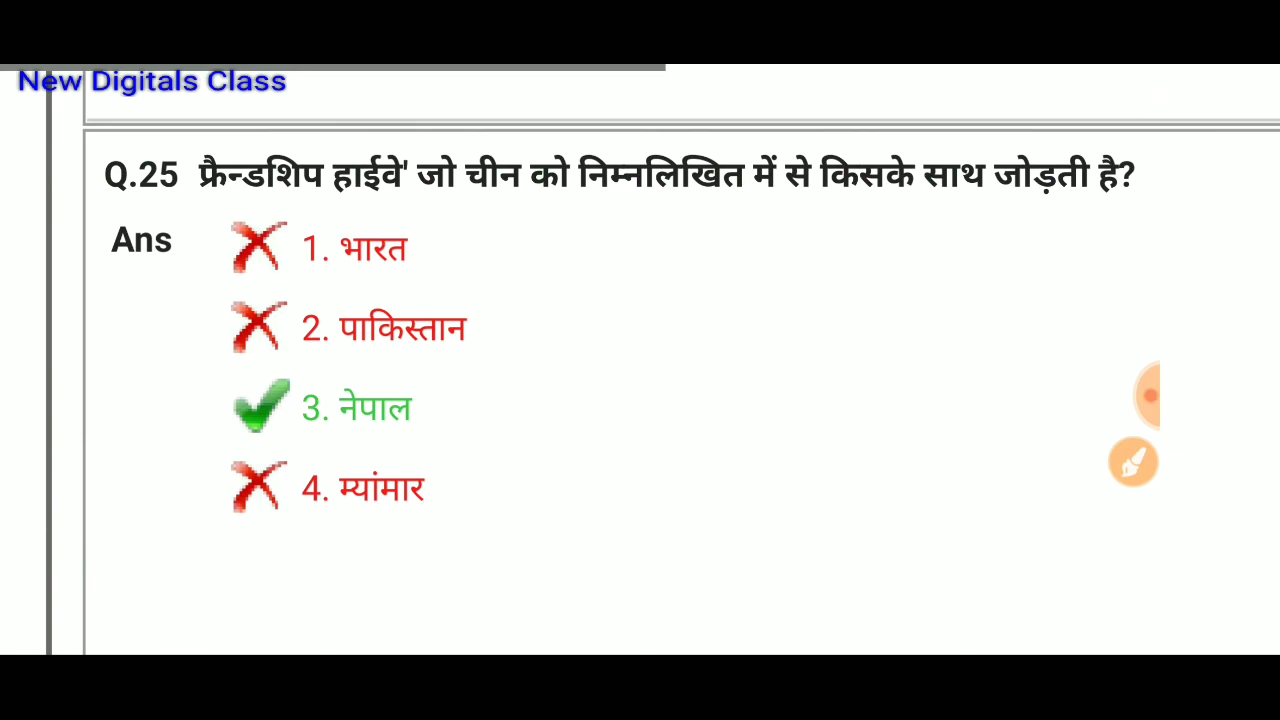 New Digitals Class
Q.25 फ्रैन्डशिप हाईवे' जो चीन को निम्नलिखित में से किसके साथ जोड़ती है?
Ans 1. भारत
2. पाकिस्तान
3. नेपाल
4. म्यांमार